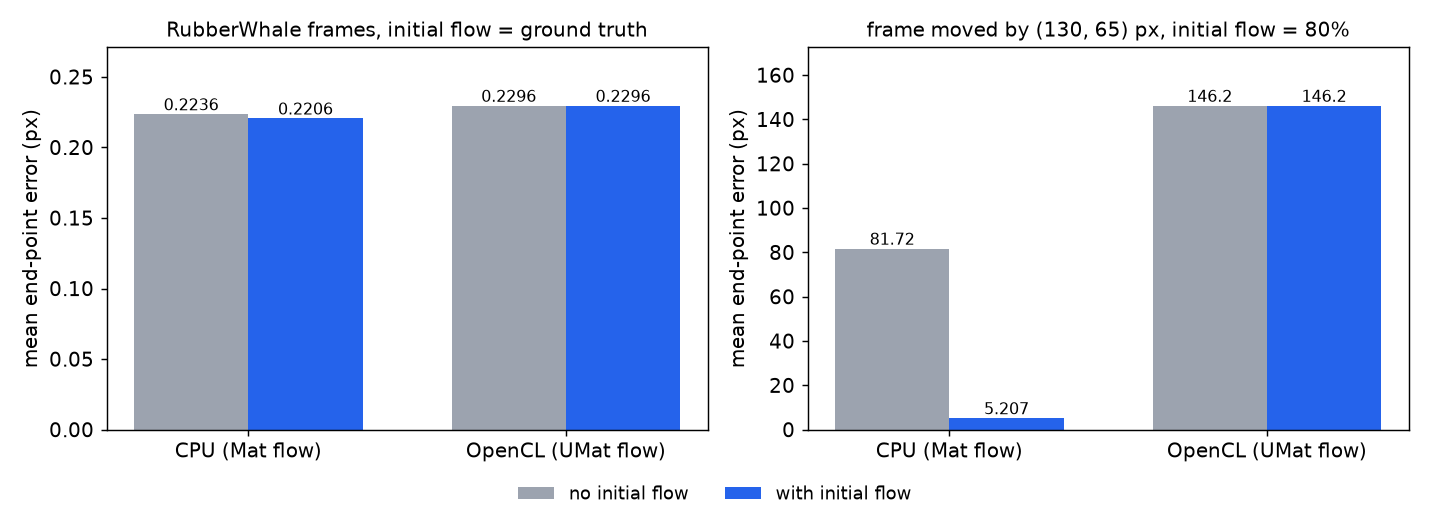 RubberWhale frames, initial flow = ground truth
mean end-point error (px)
0.25
0.20
0.15
0.10
0.05
0.00
0.2236
0.2206
0.2296
0.2296
CPU (Mat flow)
OpenCL (UMat flow)
frame moved by (130, 65) px, initial flow = 80%
mean end-point error (px)
160
140
120
100
80
60
40
20
0
81.72
5.207
146.2
146.2
CPU (Mat flow)
OpenCL (UMat flow)
no initial flow
with initial flow